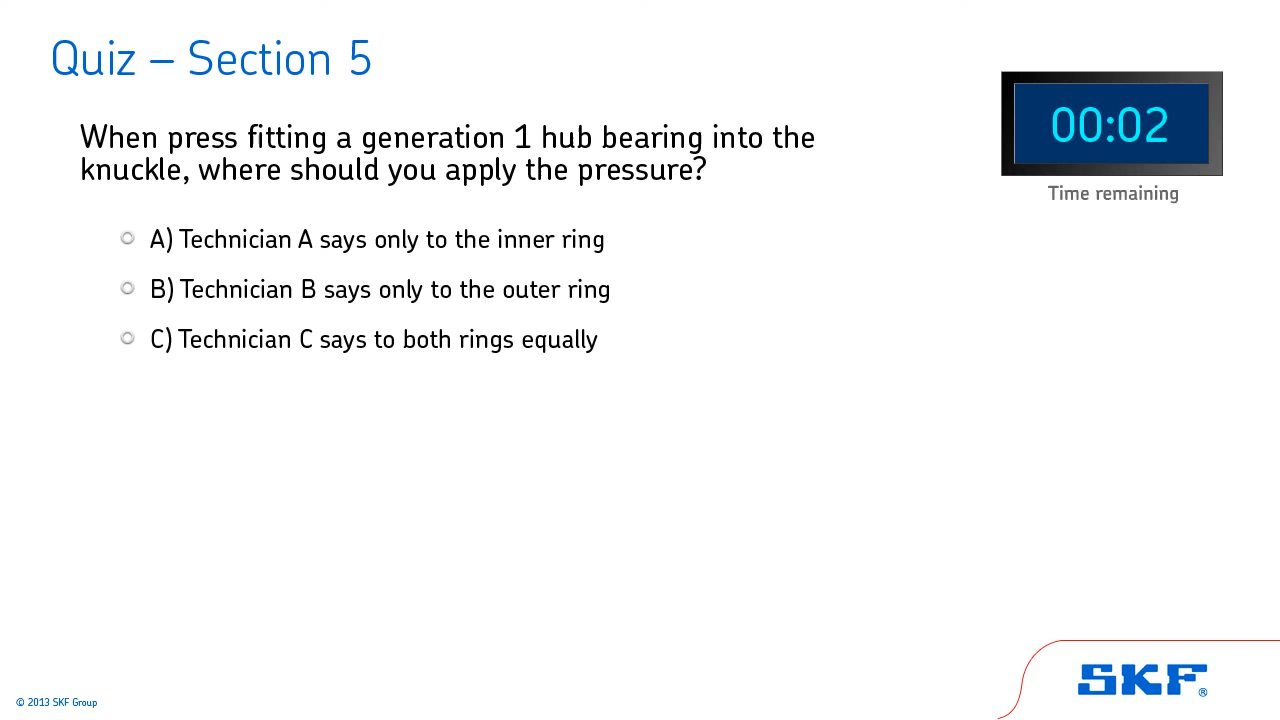 Quiz – Section 5
00:02
Time remaining
When press fitting a generation 1 hub bearing into the
knuckle, where should you apply the pressure?
A) Technician A says only to the inner ring
B) Technician B says only to the outer ring
C) Technician C says to both rings equally
© 2013 SKF Group
SKF®